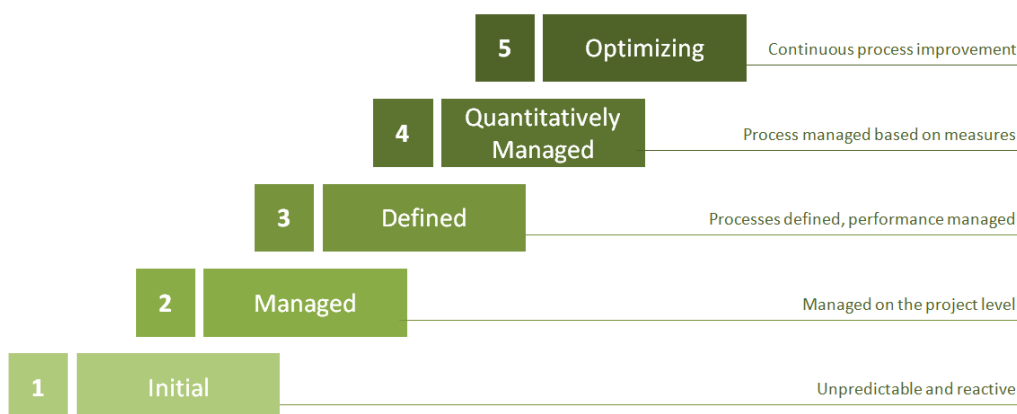 5 Optimizing Continuous process improvement
4 Quantitatively
Managed Process managed based on measures
3 Defined Processes defined, performance managed
2 Managed Managed on the project level
1 Initial Unpredictable and reactive